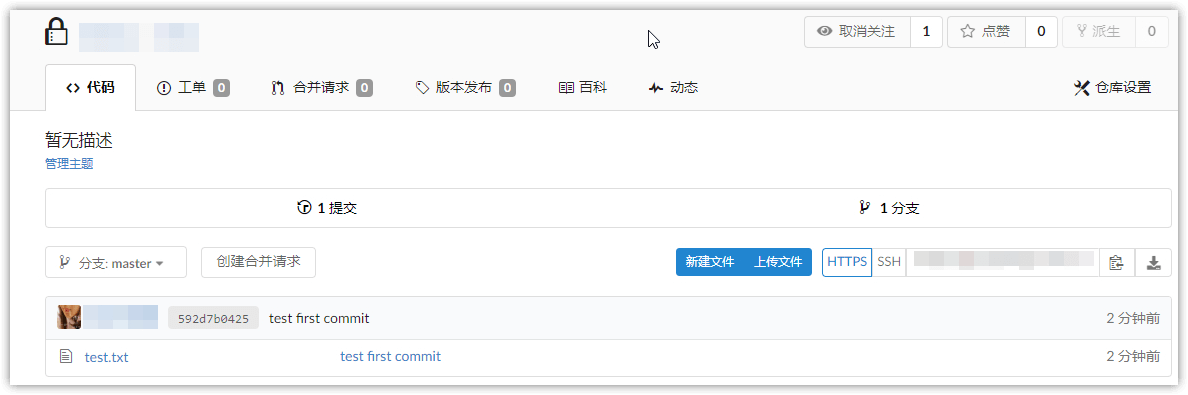 取消关注 1 点赞 0 派生 0
代码 工单 0 合并请求 0 版本发布 0 百科 动态 仓库设置
暂无描述
管理主题
1 提交 1 分支
分支: master 创建合并请求 新建文件 上传文件 HTTPS SSH
592d7b0425 test first commit 2 分钟前
test.txt test first commit 2 分钟前